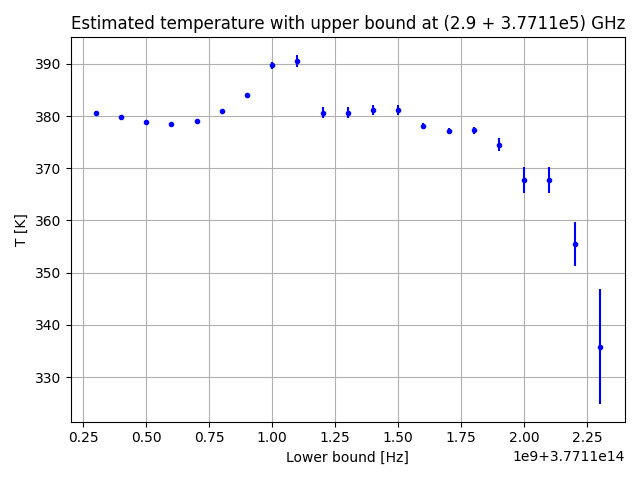 Estimated temperature with upper bound at (2.9 + 3.7711e5) GHz
390
380
370
360
350
340
330
T [K]
0.25 0.50 0.75 1.00 1.25 1.50 1.75 2.00 2.25
Lower bound [Hz]
1e9+3.7711e14